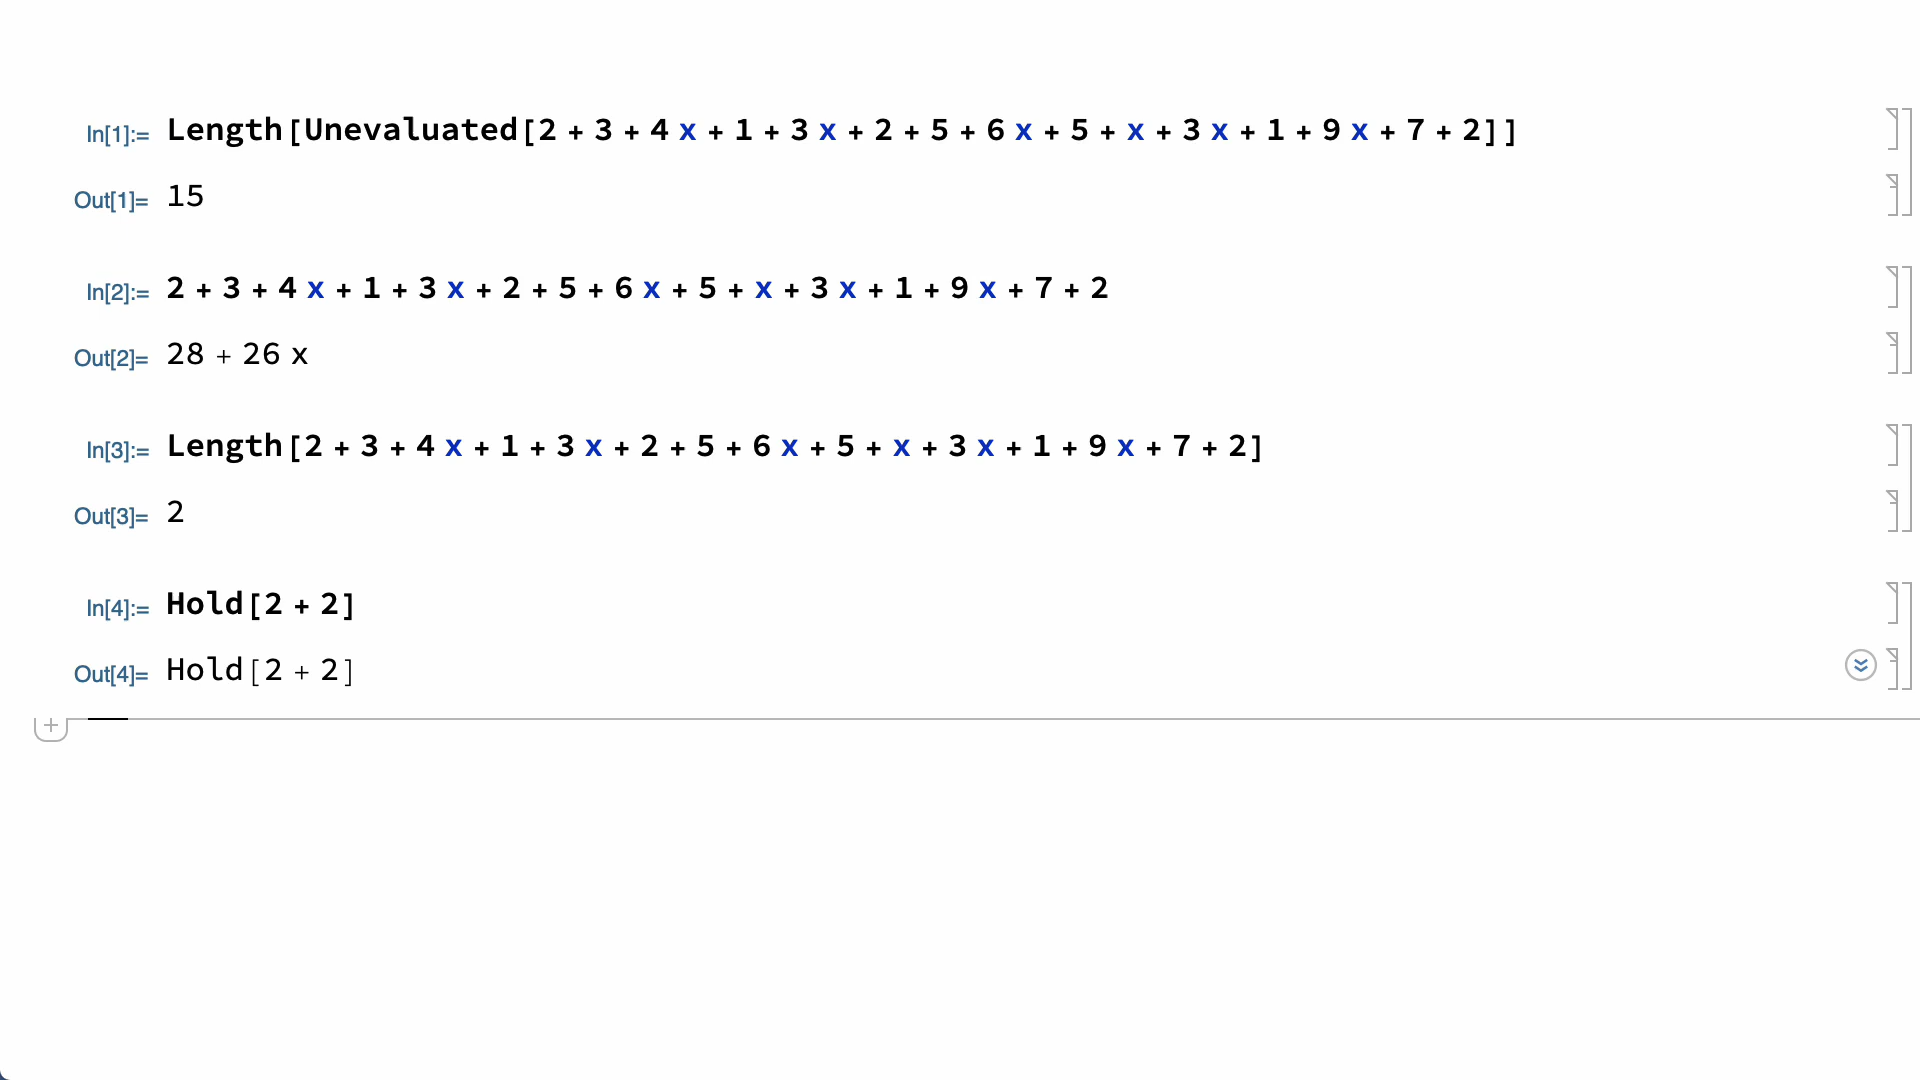 In[1]:= Length[Unevaluated[2 + 3 + 4 x + 1 + 3 x + 2 + 5 + 6 x + 5 + x + 3 x + 1 + 9 x + 7 + 2]]
Out[1]= 15
In[2]:= 2 + 3 + 4 x + 1 + 3 x + 2 + 5 + 6 x + 5 + x + 3 x + 1 + 9 x + 7 + 2
Out[2]= 28 + 26 x
In[3]:= Length[2 + 3 + 4 x + 1 + 3 x + 2 + 5 + 6 x + 5 + x + 3 x + 1 + 9 x + 7 + 2]
Out[3]= 2
In[4]:= Hold[2 + 2]
Out[4]= Hold[2 + 2]